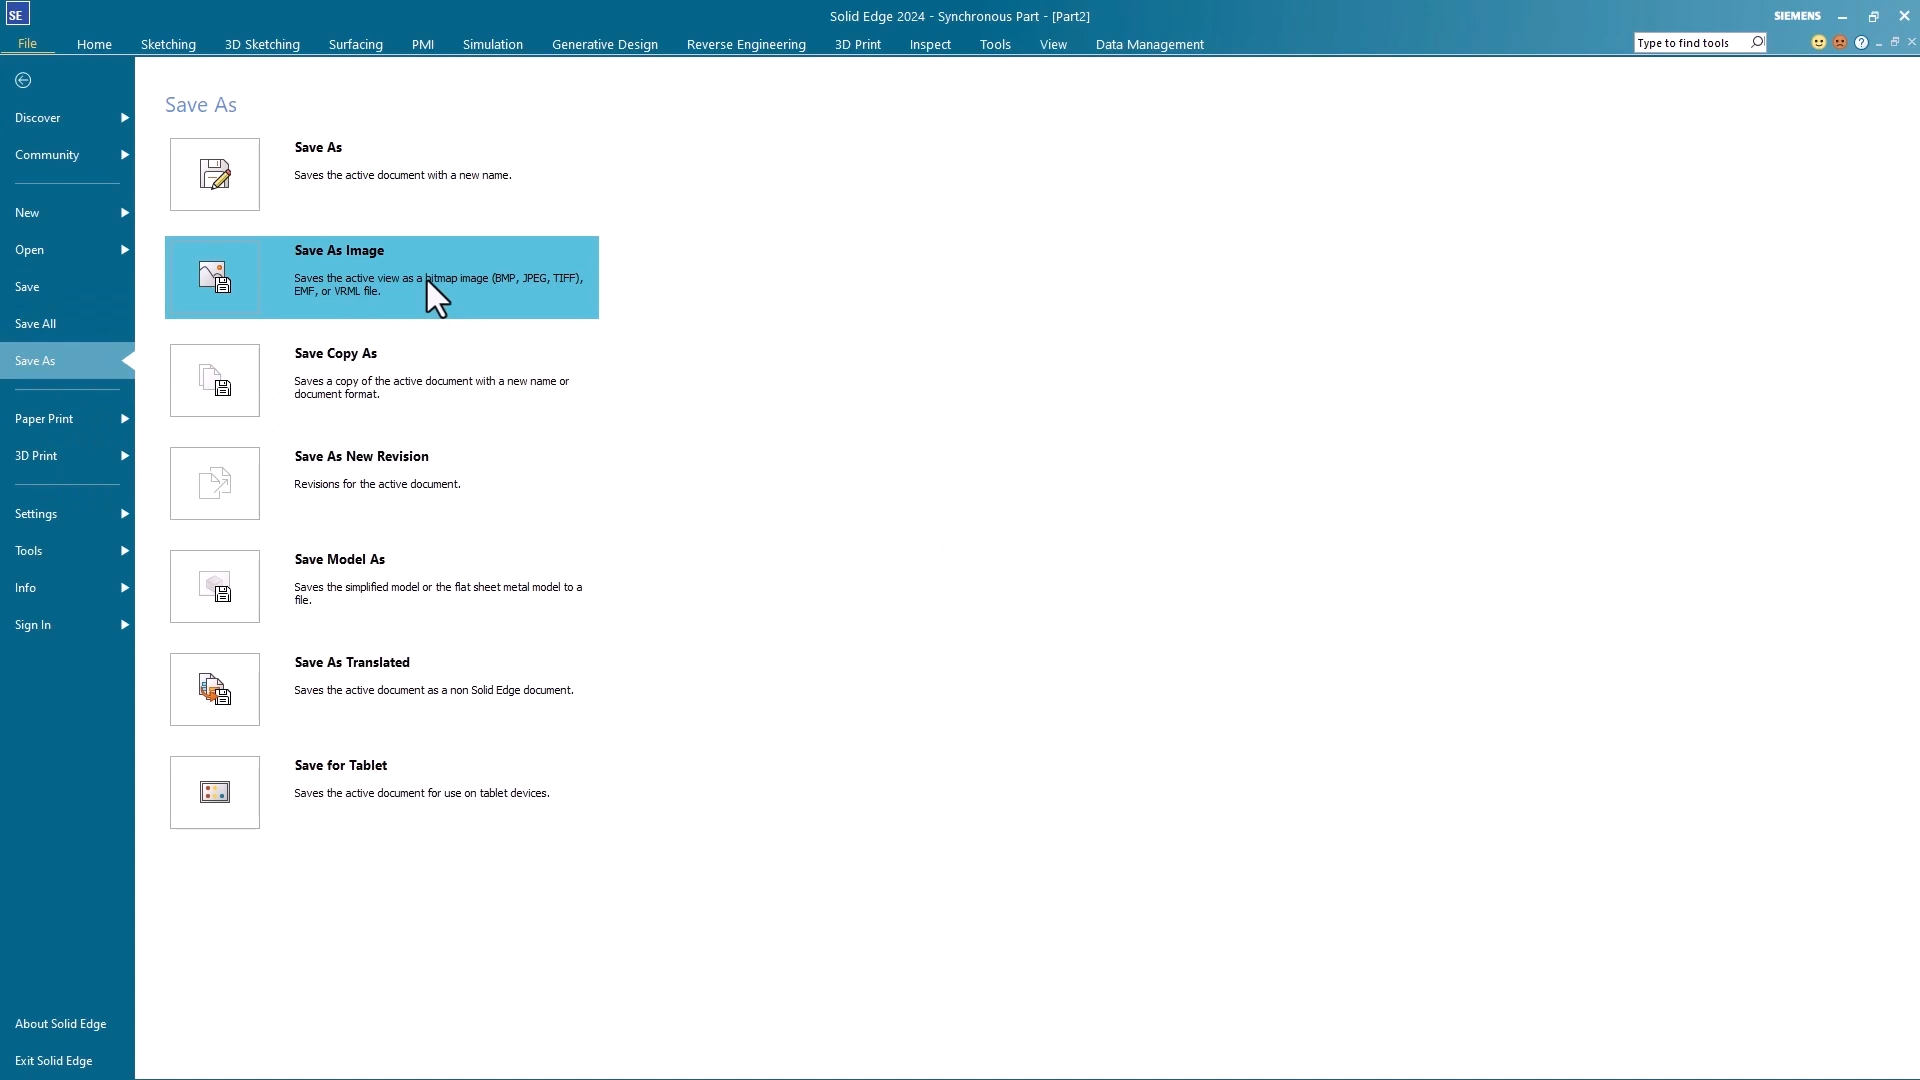 SE
Solid Edge 2024 - Synchronous Part - [Part2]
SIEMENS
File
Home
Sketching
3D Sketching
Surfacing
PMI
Simulation
Generative Design
Reverse Engineering
3D Print
Inspect
Tools
View
Data Management
Type to find tools
Discover
Community
New
Open
Save
Save All
Save As
Paper Print
3D Print
Settings
Tools
Info
Sign In
About Solid Edge
Exit Solid Edge
Save As
Save As
Saves the active document with a new name.
Save As Image
Saves the active view as a bitmap image (BMP, JPEG, TIFF),
EMF, or VRML file.
Save Copy As
Saves a copy of the active document with a new name or
document format.
Save As New Revision
Revisions for the active document.
Save Model As
Saves the simplified model or the flat sheet metal model to a
file.
Save As Translated
Saves the active document as a non Solid Edge document.
Save for Tablet
Saves the active document for use on tablet devices.